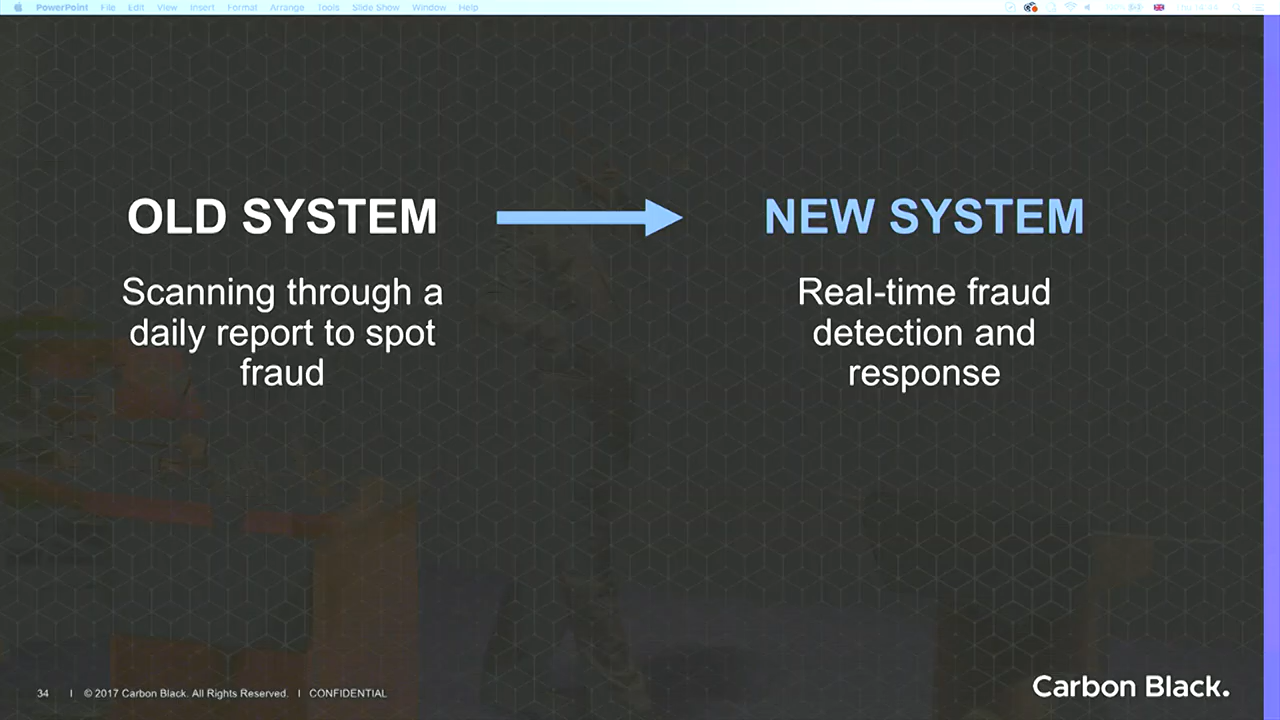 PowerPoint File Edit View Insert Format Arrange Tools Slide Show Window Help
OLD SYSTEM
NEW SYSTEM
Scanning through a
daily report to spot
fraud
Real-time fraud
detection and
response
34 | © 2017 Carbon Black. All Rights Reserved. | CONFIDENTIAL
Carbon Black.